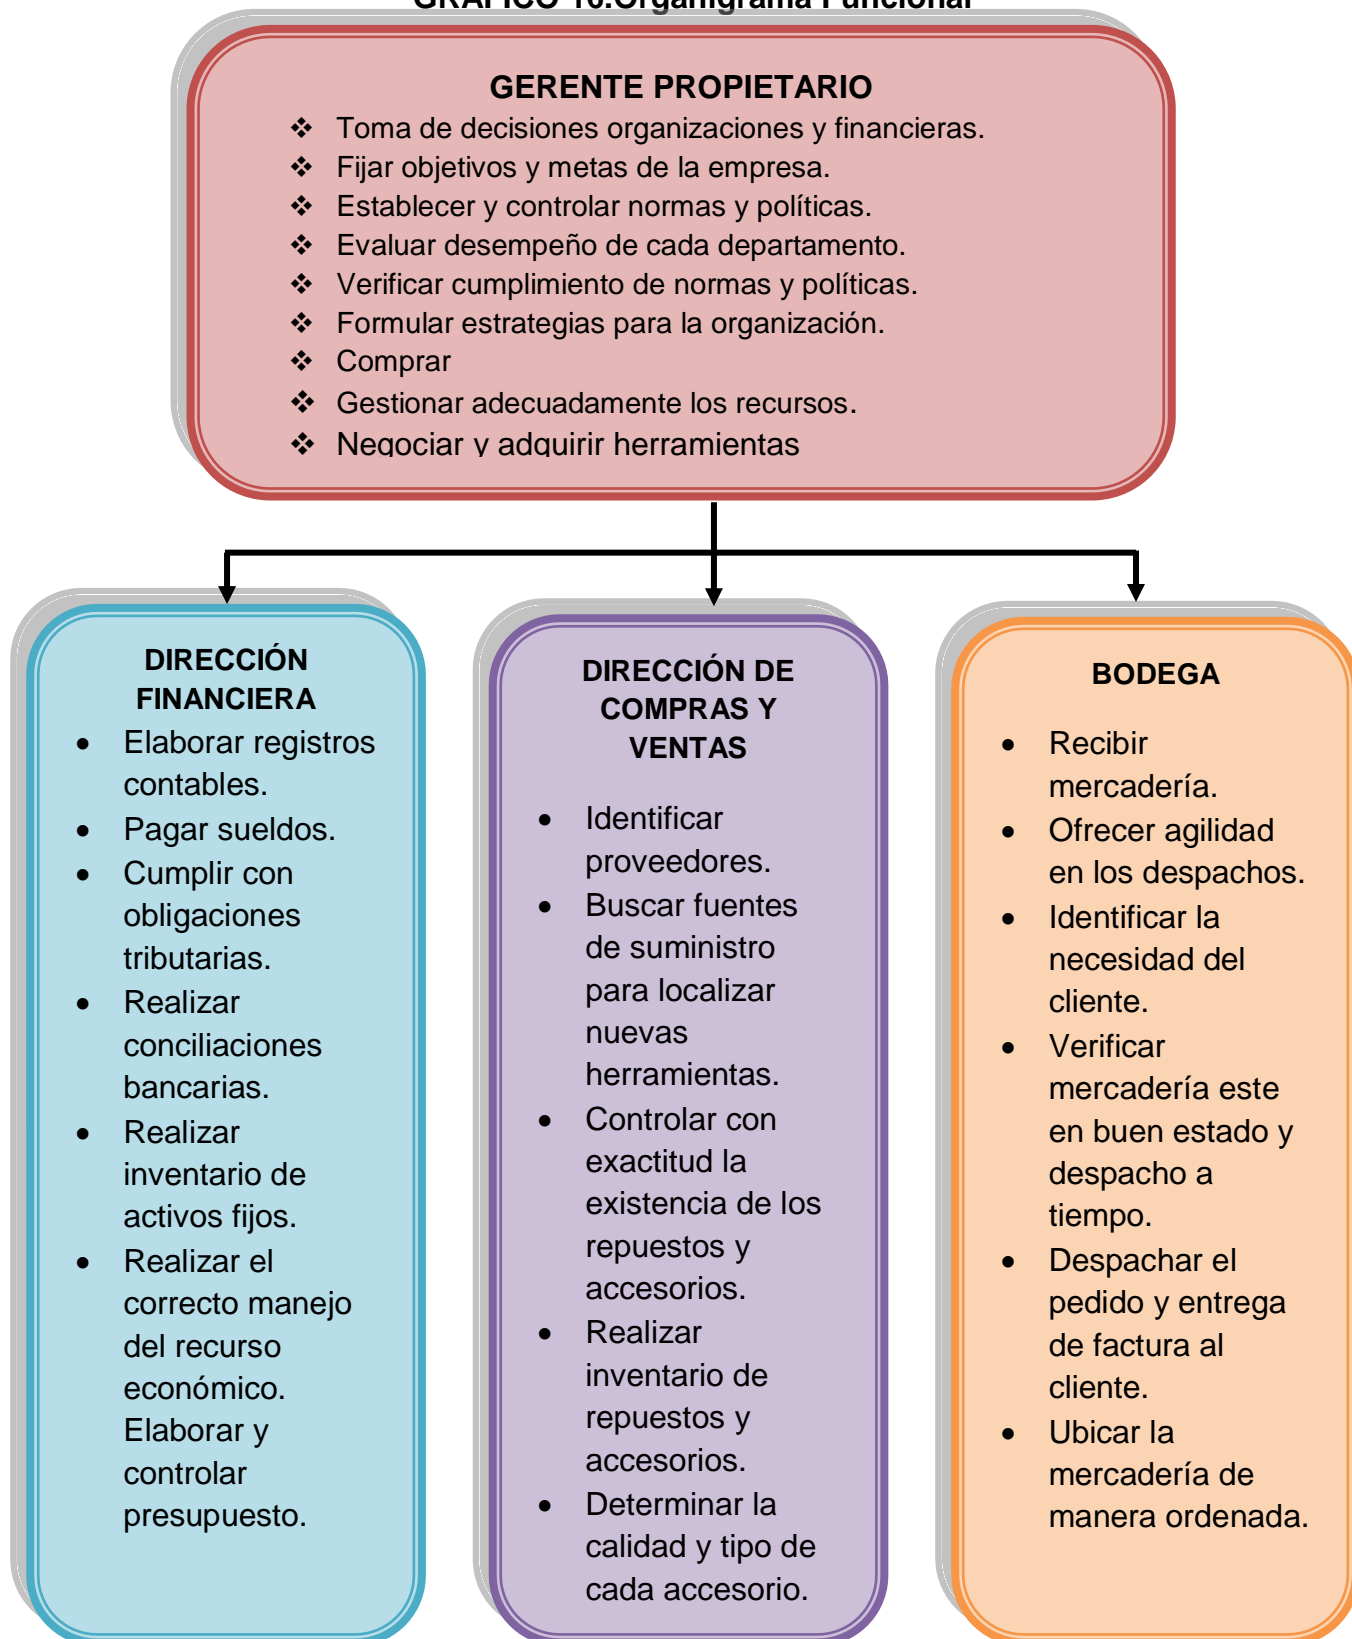 GRÁFICO 16.Organigrama Funcional
GERENTE PROPIETARIO
❖ Toma de decisiones organizaciones y financieras.
❖ Fijar objetivos y metas de la empresa.
❖ Establecer y controlar normas y políticas.
❖ Evaluar desempeño de cada departamento.
❖ Verificar cumplimiento de normas y políticas.
❖ Formular estrategias para la organización.
❖ Comprar
❖ Gestionar adecuadamente los recursos.
❖ Negociar y adquirir herramientas
DIRECCIÓN
FINANCIERA
• Elaborar registros
contables.
• Pagar sueldos.
• Cumplir con
obligaciones
tributarias.
• Realizar
conciliaciones
bancarias.
• Realizar
inventario de
activos fijos.
• Realizar el
correcto manejo
del recurso
económico.
Elaborar y
controlar
presupuesto.
DIRECCIÓN DE
COMPRAS Y
VENTAS
• Identificar
proveedores.
• Buscar fuentes
de suministro
para localizar
nuevas
herramientas.
• Controlar con
exactitud la
existencia de los
repuestos y
accesorios.
• Realizar
inventario de
repuestos y
accesorios.
• Determinar la
calidad y tipo de
cada accesorio.
BODEGA
• Recibir
mercadería.
• Ofrecer agilidad
en los despachos.
• Identificar la
necesidad del
cliente.
• Verificar
mercadería este
en buen estado y
despacho a
tiempo.
• Despachar el
pedido y entrega
de factura al
cliente.
• Ubicar la
mercadería de
manera ordenada.